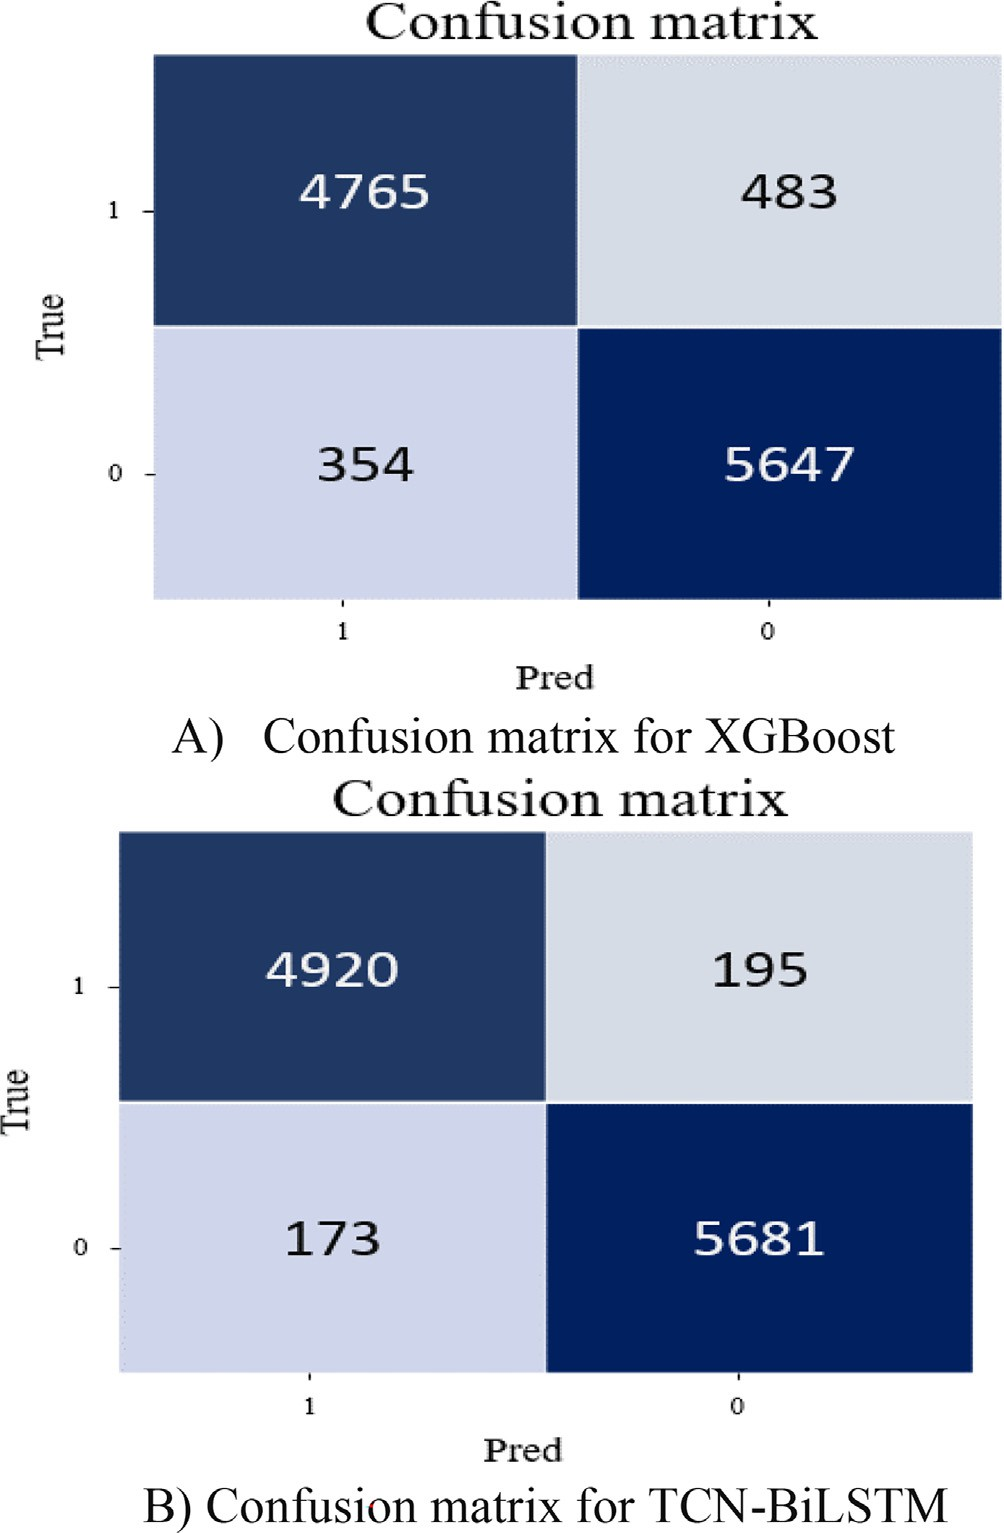 Confusion matrix
4765 483
1
True
354 5647
0
1 0
Pred
A) Confusion matrix for XGBoost
Confusion matrix
4920 195
1
True
173 5681
0
1 0
Pred
B) Confusion matrix for TCN-BiLSTM